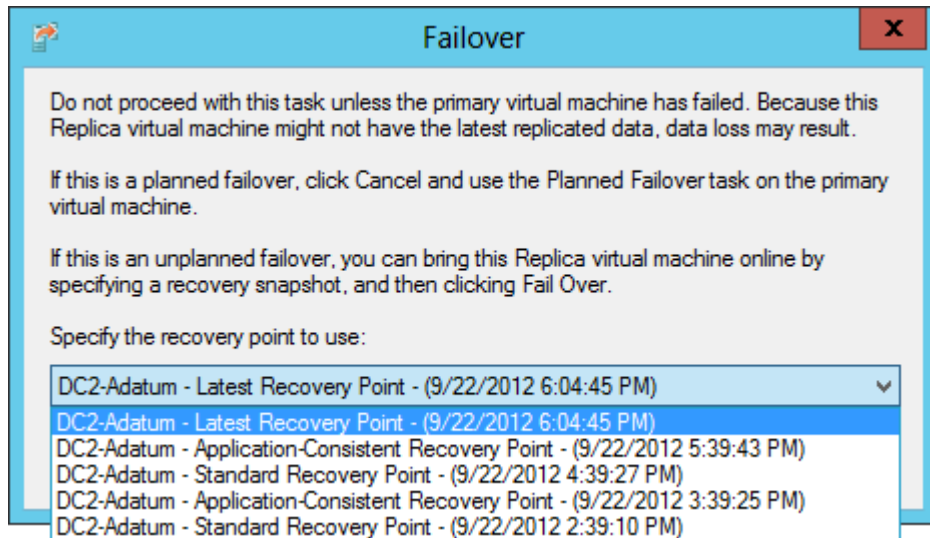 Failover
x
Do not proceed with this task unless the primary virtual machine has failed. Because this
Replica virtual machine might not have the latest replicated data, data loss may result.
If this is a planned failover, click Cancel and use the Planned Failover task on the primary
virtual machine.
If this is an unplanned failover, you can bring this Replica virtual machine online by
specifying a recovery snapshot, and then clicking Fail Over.
Specify the recovery point to use:
DC2-Adatum - Latest Recovery Point - (9/22/2012 6:04:45 PM)
DC2-Adatum - Latest Recovery Point - (9/22/2012 6:04:45 PM)
DC2-Adatum - Application-Consistent Recovery Point - (9/22/2012 5:39:43 PM)
DC2-Adatum - Standard Recovery Point - (9/22/2012 4:39:27 PM)
DC2-Adatum - Application-Consistent Recovery Point - (9/22/2012 3:39:25 PM)
DC2-Adatum - Standard Recovery Point - (9/22/2012 2:39:10 PM)